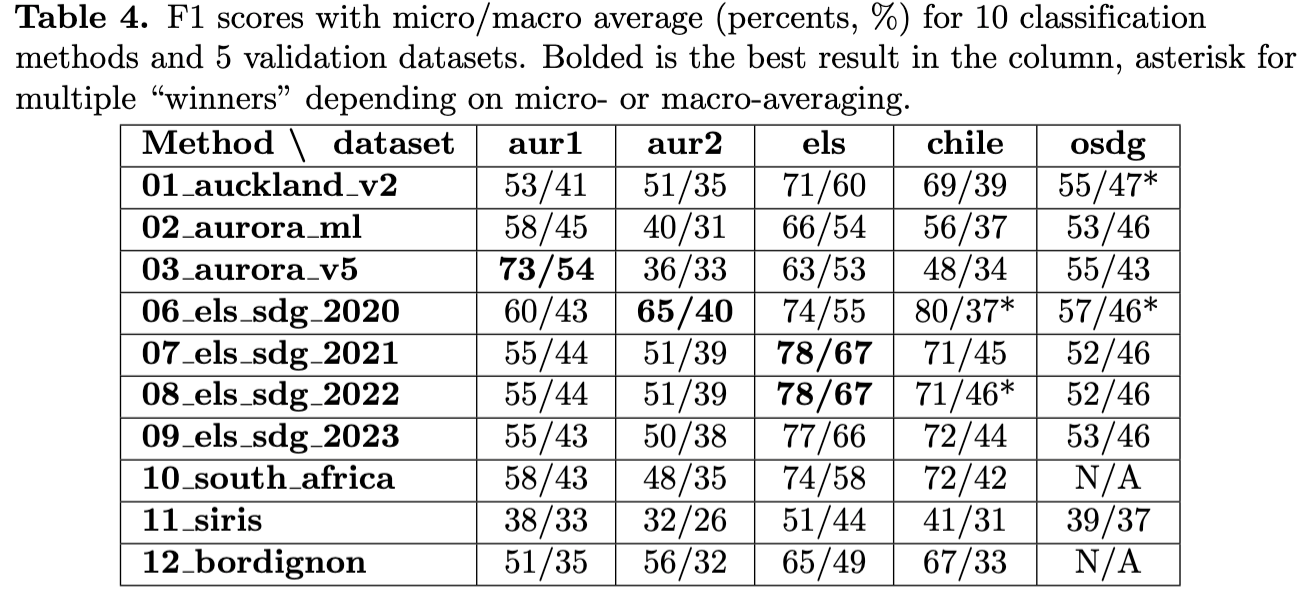 Table 4. F1 scores with micro/macro average (percents, %) for 10 classification
methods and 5 validation datasets. Bolded is the best result in the column, asterisk for
multiple “winners” depending on micro- or macro-averaging.
Method \ dataset aur1 aur2 els chile osdg
01_auckland_v2 53/41 51/35 71/60 69/39 55/47*
02_aurora_ml 58/45 40/31 66/54 56/37 53/46
03_aurora_v5 73/54 36/33 63/53 48/34 55/43
06_els_sdg_2020 60/43 65/40 74/55 80/37* 57/46*
07_els_sdg_2021 55/44 51/39 78/67 71/45 52/46
08_els_sdg_2022 55/44 51/39 78/67 71/46* 52/46
09_els_sdg_2023 55/43 50/38 77/66 72/44 53/46
10_south_africa 58/43 48/35 74/58 72/42 N/A
11_siris 38/33 32/26 51/44 41/31 39/37
12_bordignon 51/35 56/32 65/49 67/33 N/A